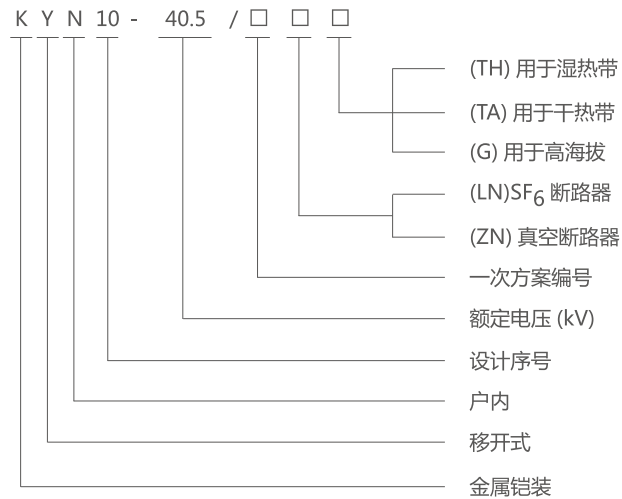 K Y N 10 - 40.5 / □ □ □
(TH) 用于湿热带
(TA) 用于干热带
(G) 用于高海拔
(LN)SF6 断路器
(ZN) 真空断路器
一次方案编号
额定电压 (kV)
设计序号
户内
移开式
金属铠装